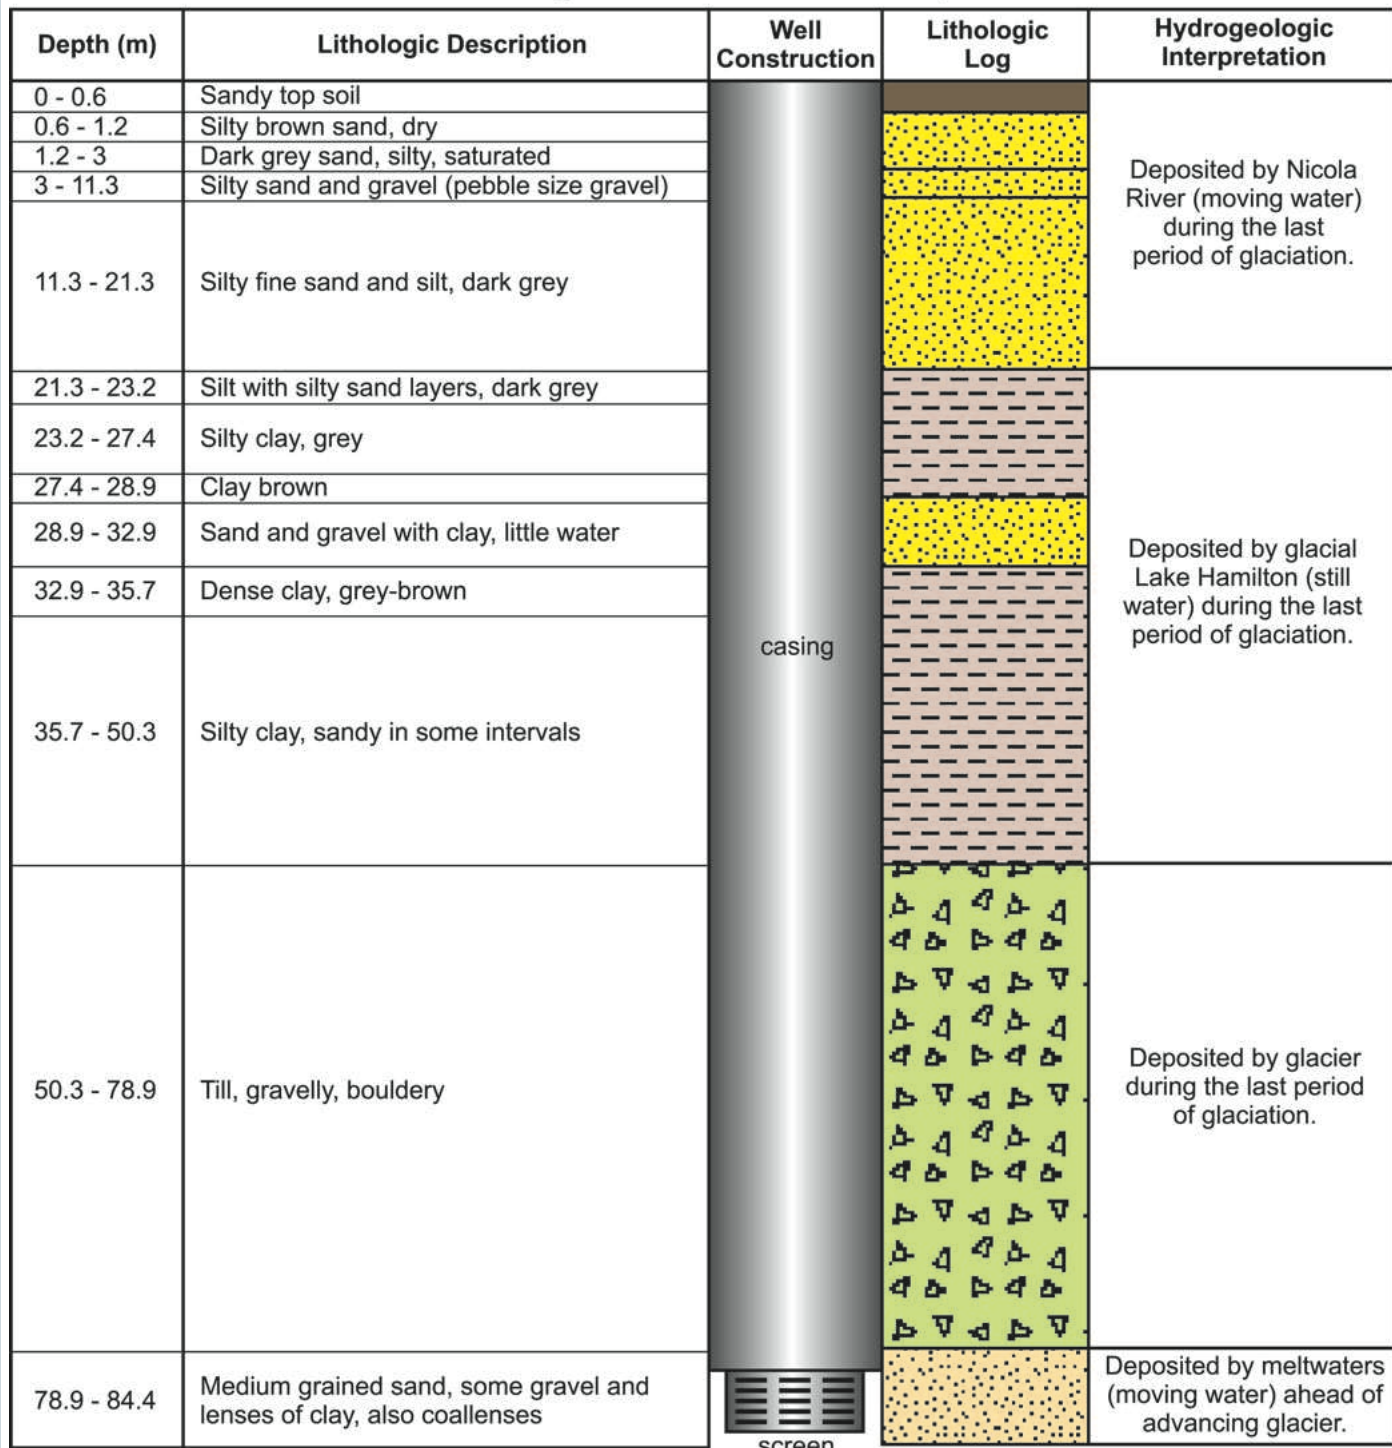 Depth (m)
Lithologic Description
Well
Construction
Lithologic
Log
Hydrogeologic
Interpretation
0 - 0.6
Sandy top soil
0.6 - 1.2
Silty brown sand, dry
1.2 - 3
Dark grey sand, silty, saturated
3 - 11.3
Silty sand and gravel (pebble size gravel)
11.3 - 21.3
Silty fine sand and silt, dark grey
Deposited by Nicola
River (moving water)
during the last
period of glaciation.
21.3 - 23.2
Silt with silty sand layers, dark grey
23.2 - 27.4
Silty clay, grey
27.4 - 28.9
Clay brown
28.9 - 32.9
Sand and gravel with clay, little water
32.9 - 35.7
Dense clay, grey-brown
35.7 - 50.3
Silty clay, sandy in some intervals
casing
Deposited by glacial
Lake Hamilton (still
water) during the last
period of glaciation.
50.3 - 78.9
Till, gravelly, bouldery
Deposited by glacier
during the last period
of glaciation.
78.9 - 84.4
Medium grained sand, some gravel and
lenses of clay, also coallenses
screen
Deposited by meltwaters
(moving water) ahead of
advancing glacier.